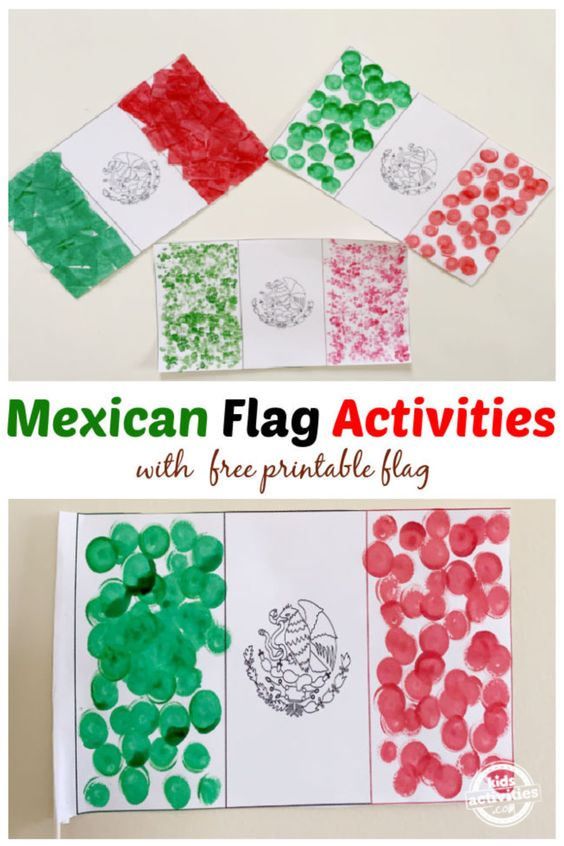 Mexican Flag Activities
with free printable flag
kids
activities
.com